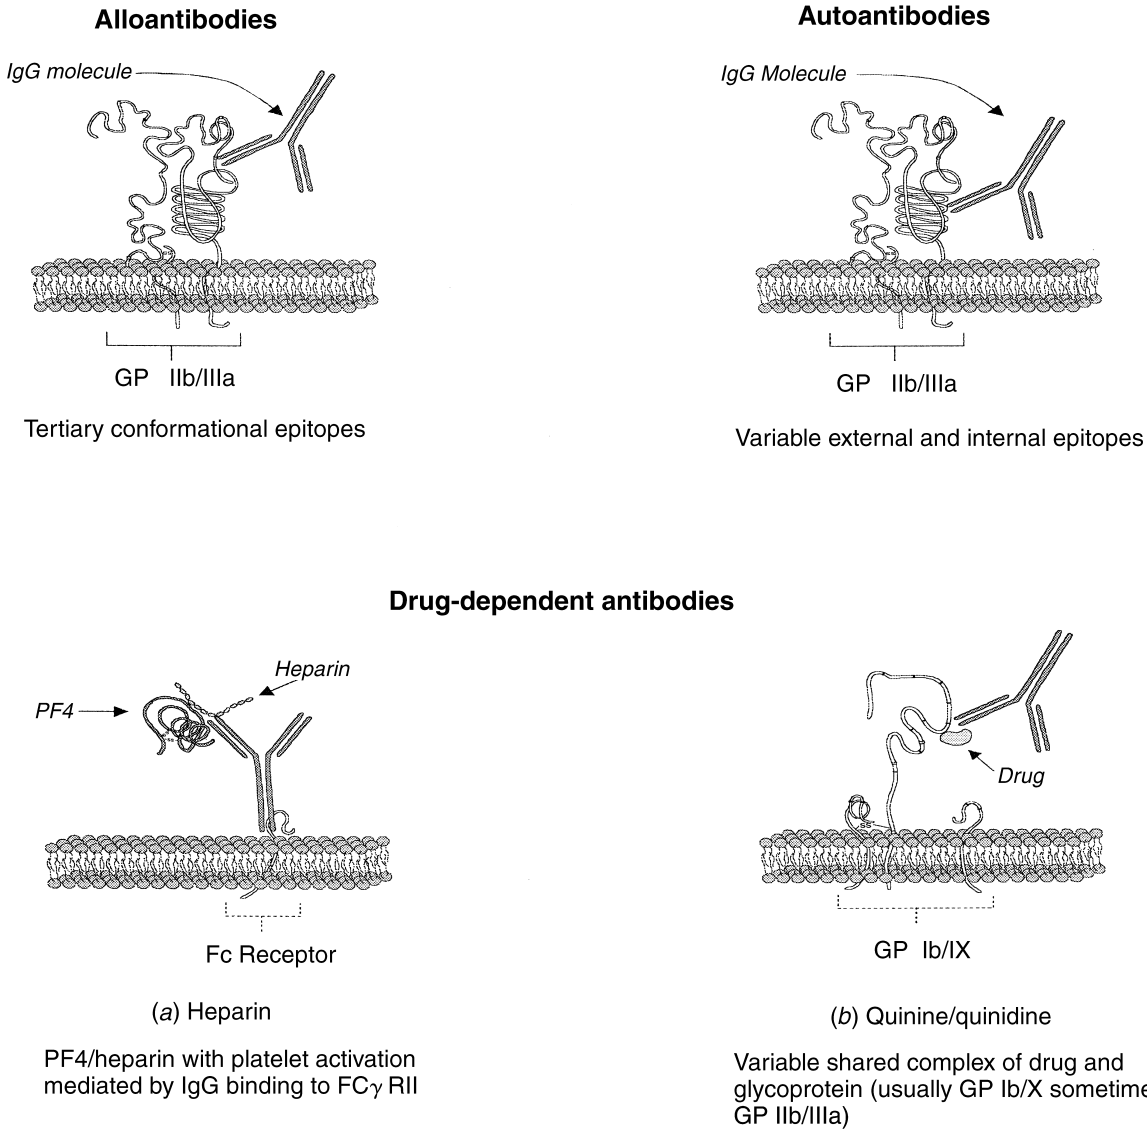 Alloantibodies
IgG molecule
GP IIb/IIIa
Tertiary conformational epitopes
Autoantibodies
IgG Molecule
GP IIb/IIIa
Variable external and internal epitopes
Drug-dependent antibodies
Heparin
PF4
Fc Receptor
(a) Heparin
PF4/heparin with platelet activation
mediated by IgG binding to FCγ RII
Drug
GP Ib/IX
(b) Quinine/quinidine
Variable shared complex of drug and
glycoprotein (usually GP Ib/X sometime
GP IIb/IIIa)